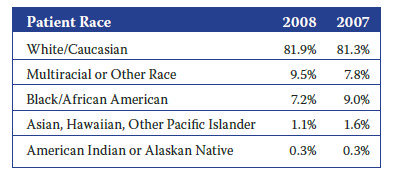 Patient Race 2008 2007
White/Caucasian 81.9% 81.3%
Multiracial or Other Race 9.5% 7.8%
Black/African American 7.2% 9.0%
Asian, Hawaiian, Other Pacific Islander 1.1% 1.6%
American Indian or Alaskan Native 0.3% 0.3%